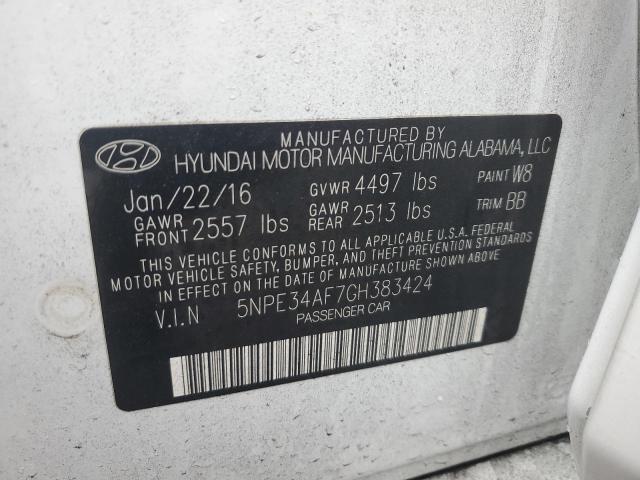 MANUFACTURED BY
HYUNDAI MOTOR MANUFACTURING ALABAMA, LLC
Jan/22/16 GVWR 4497 lbs PAINT W8
GAWR FRONT 2557 lbs GAWR REAR 2513 lbs TRIM BB
THIS VEHICLE CONFORMS TO ALL APPLICABLE U.S.A. FEDERAL
MOTOR VEHICLE SAFETY, BUMPER, AND THEFT PREVENTION STANDARDS
IN EFFECT ON THE DATE OF MANUFACTURE SHOWN ABOVE
V.I.N 5NPE34AF7GH383424
PASSENGER CAR